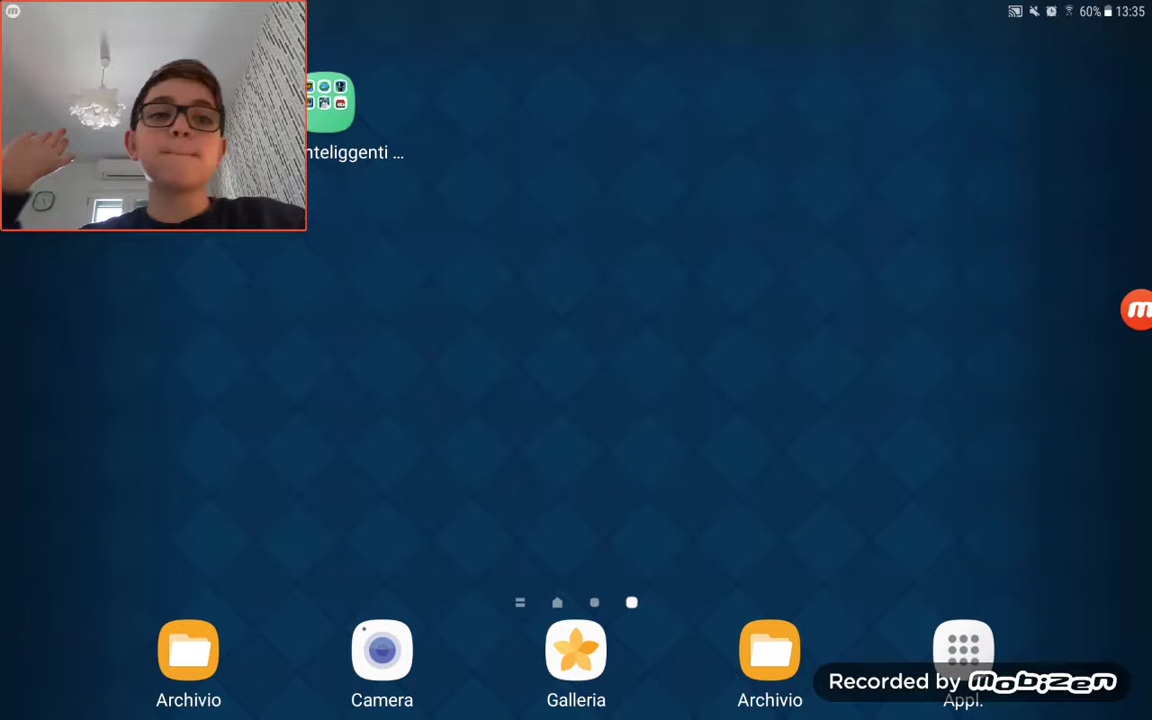 60% 13:35
nteliggenti ...
Archivio
Camera
Galleria
Archivio
Appl.
Recorded by mobizen